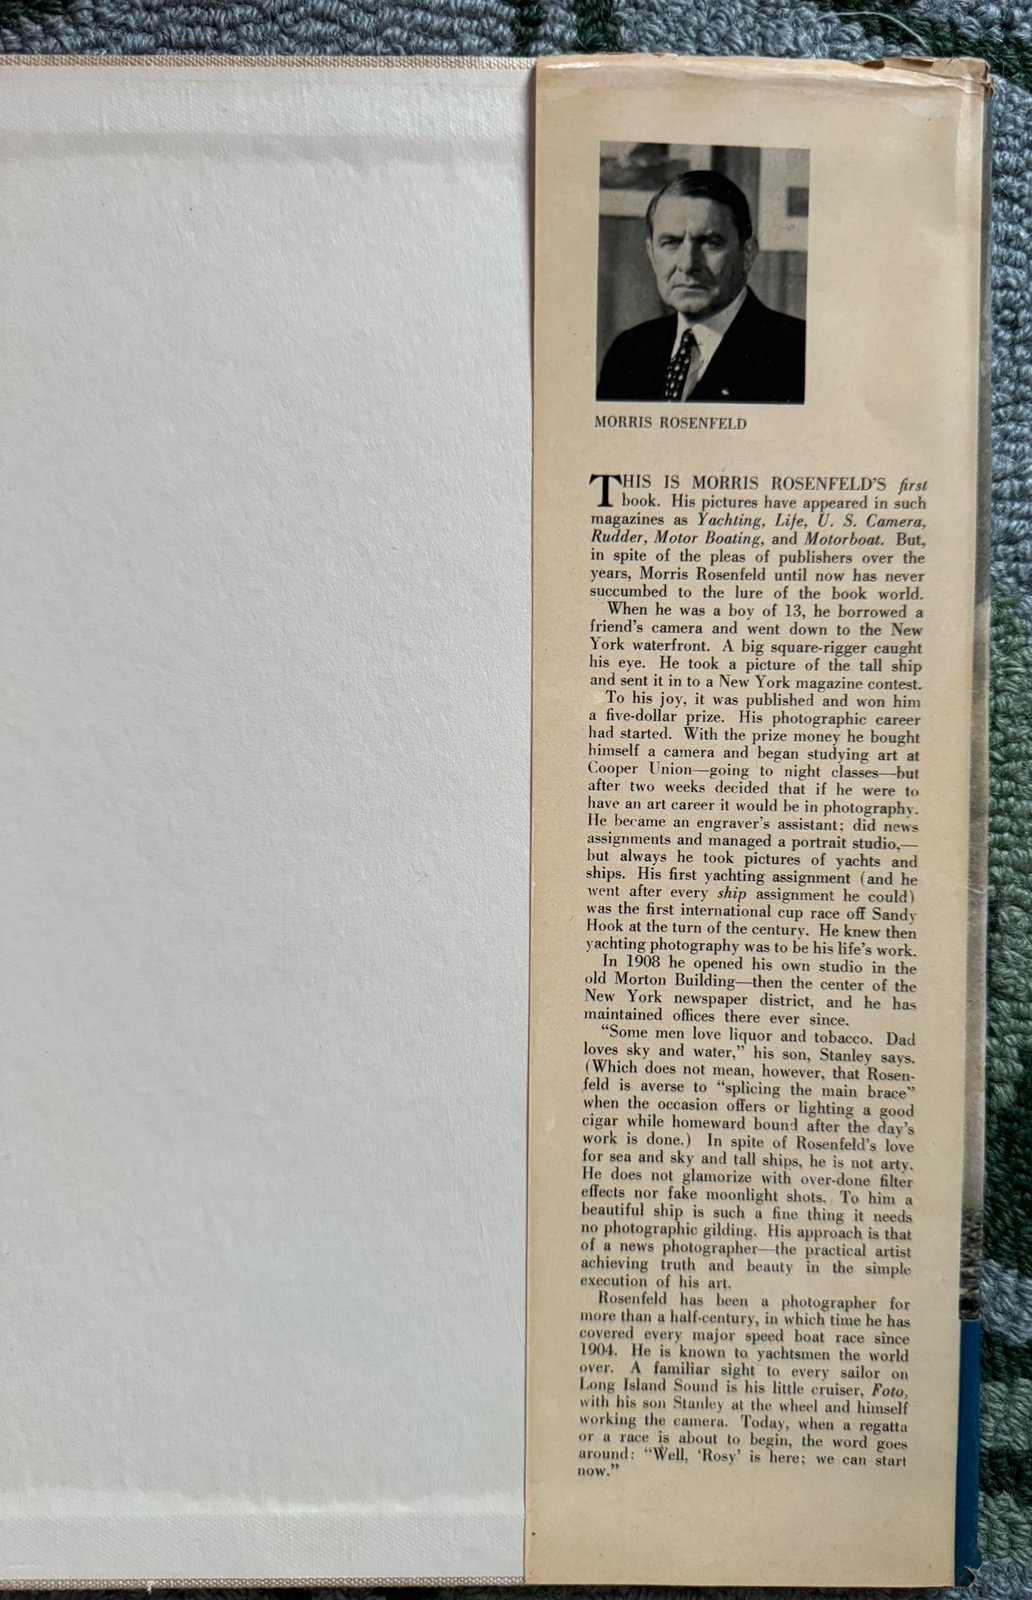 MORRIS ROSENFELD
THIS IS MORRIS ROSENFELD'S first
book. His pictures have appeared in such
magazines as Yachting, Life, U. S. Camera,
Rudder, Motor Boating, and Motorboat. But,
in spite of the pleas of publishers over the
years, Morris Rosenfeld until now has never
succumbed to the lure of the book world.
When he was a boy of 13, he borrowed a
friend's camera and went down to the New
York waterfront. A big square-rigger caught
his eye. He took a picture of the tall ship
and sent it in to a New York magazine contest.
To his joy, it was published and won him
a five-dollar prize. His photographic career
had started. With the prize money he bought
himself a camera and began studying art at
Cooper Union—going to night classes—but
after two weeks decided that if he were to
have an art career it would be in photography.
He became an engraver's assistant; did news
assignments and managed a portrait studio,—
but always he took pictures of yachts and
ships. His first yachting assignment (and he
went after every ship assignment he could)
was the first international cup race off Sandy
Hook at the turn of the century. He knew then
yachting photography was to be his life's work.
In 1908 he opened his own studio in the
old Morton Building—then the center of the
New York newspaper district, and he has
maintained offices there ever since.
"Some men love liquor and tobacco. Dad
loves sky and water," his son, Stanley says.
(Which does not mean, however, that Rosen-
feld is averse to "splicing the main brace"
when the occasion offers or lighting a good
cigar while homeward bound after the day's
work is done.) In spite of Rosenfeld's love
for sea and sky and tall ships, he is not arty.
He does not glamorize with over-done filter
effects nor fake moonlight shots. To him a
beautiful ship is such a fine thing it needs
no photographic gilding. His approach is that
of a news photographer—the practical artist
achieving truth and beauty in the simple
execution of his art.
Rosenfeld has been a photographer for
more than a half-century, in which time he has
covered every major speed boat race since
1904. He is known to yachtsmen the world
over. A familiar sight to every sailor on
Long Island Sound is his little cruiser, Foto,
with his son Stanley at the wheel and himself
working the camera. Today, when a regatta
or a race is about to begin, the word goes
around: "Well, 'Rosy' is here; we can start
now."